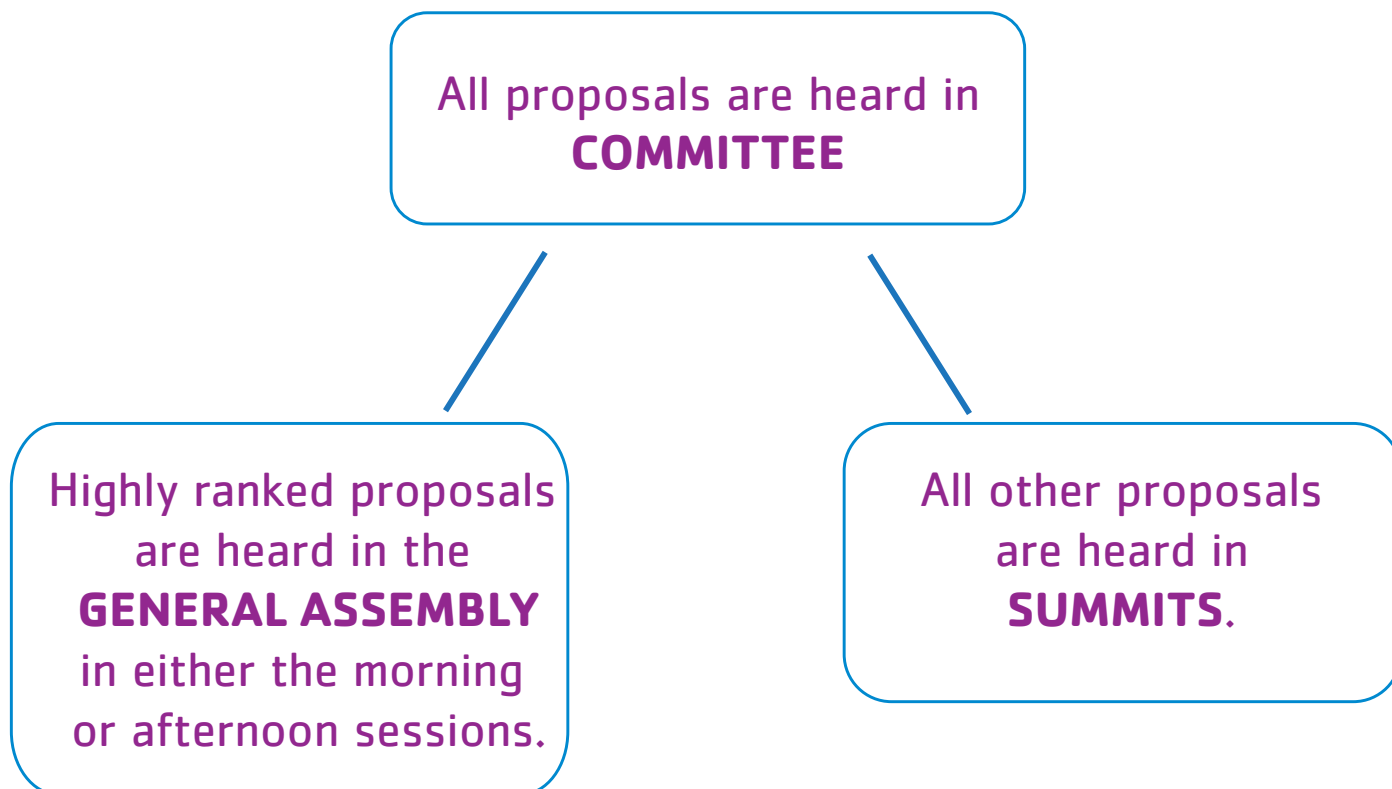 All proposals are heard in
COMMITTEE
Highly ranked proposals
are heard in the
GENERAL ASSEMBLY
in either the morning
or afternoon sessions.
All other proposals
are heard in
SUMMITS.